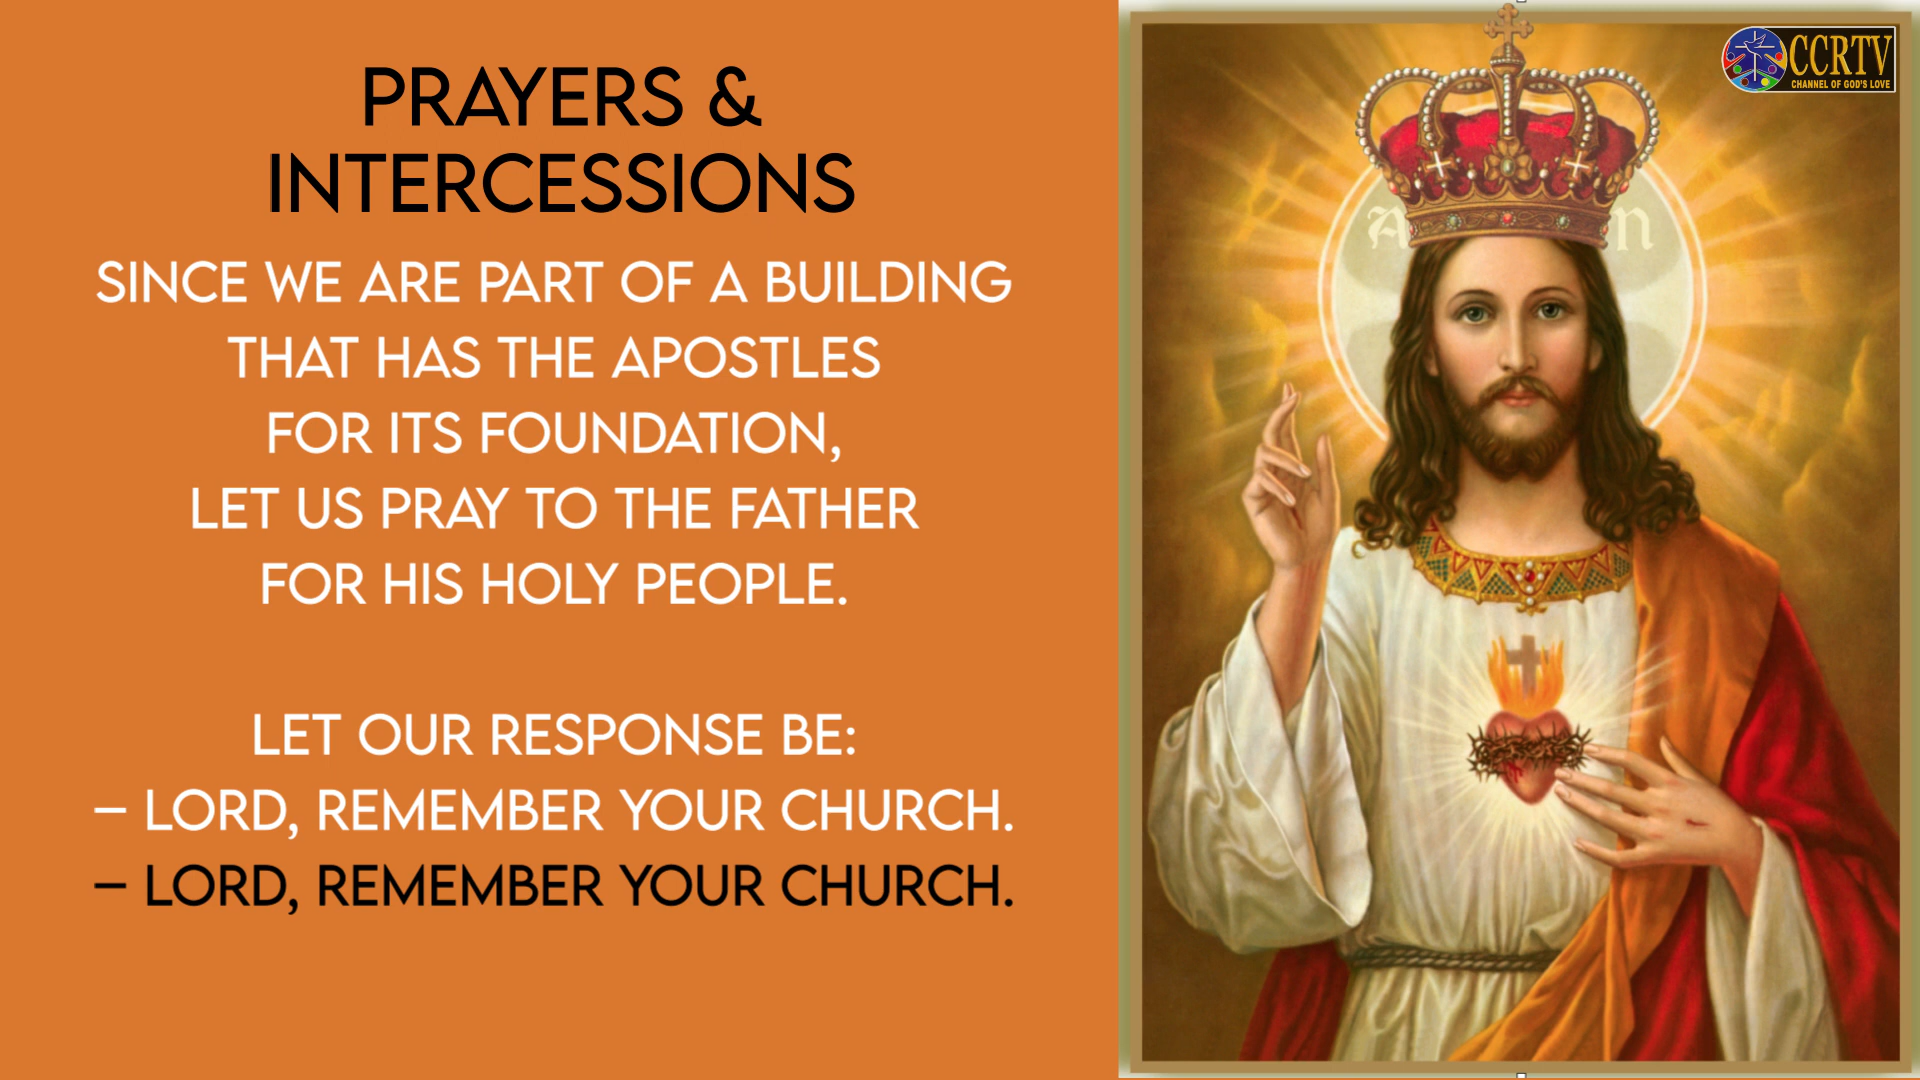 PRAYERS &
INTERCESSIONS
SINCE WE ARE PART OF A BUILDING
THAT HAS THE APOSTLES
FOR ITS FOUNDATION,
LET US PRAY TO THE FATHER
FOR HIS HOLY PEOPLE.
LET OUR RESPONSE BE:
– LORD, REMEMBER YOUR CHURCH.
– LORD, REMEMBER YOUR CHURCH.
CCRTV
CHANNEL OF GOD'S LOVE